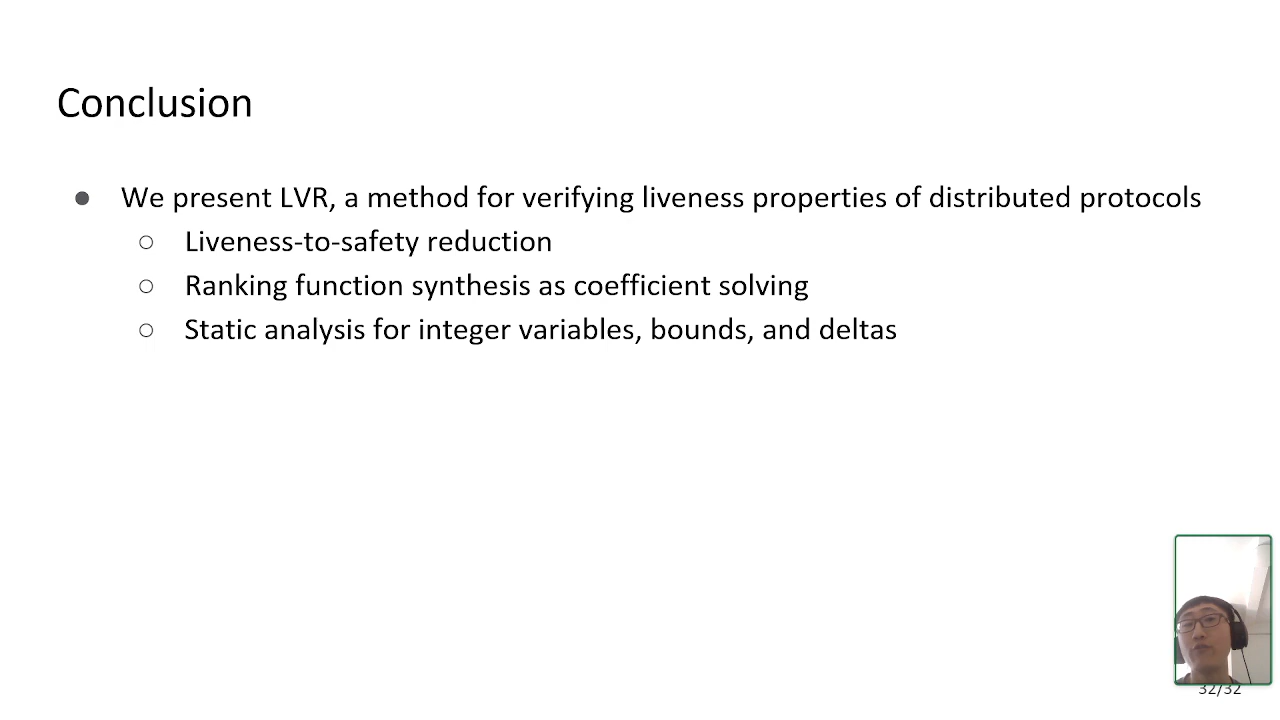 Conclusion
● We present LVR, a method for verifying liveness properties of distributed protocols
○ Liveness-to-safety reduction
○ Ranking function synthesis as coefficient solving
○ Static analysis for integer variables, bounds, and deltas
32/32